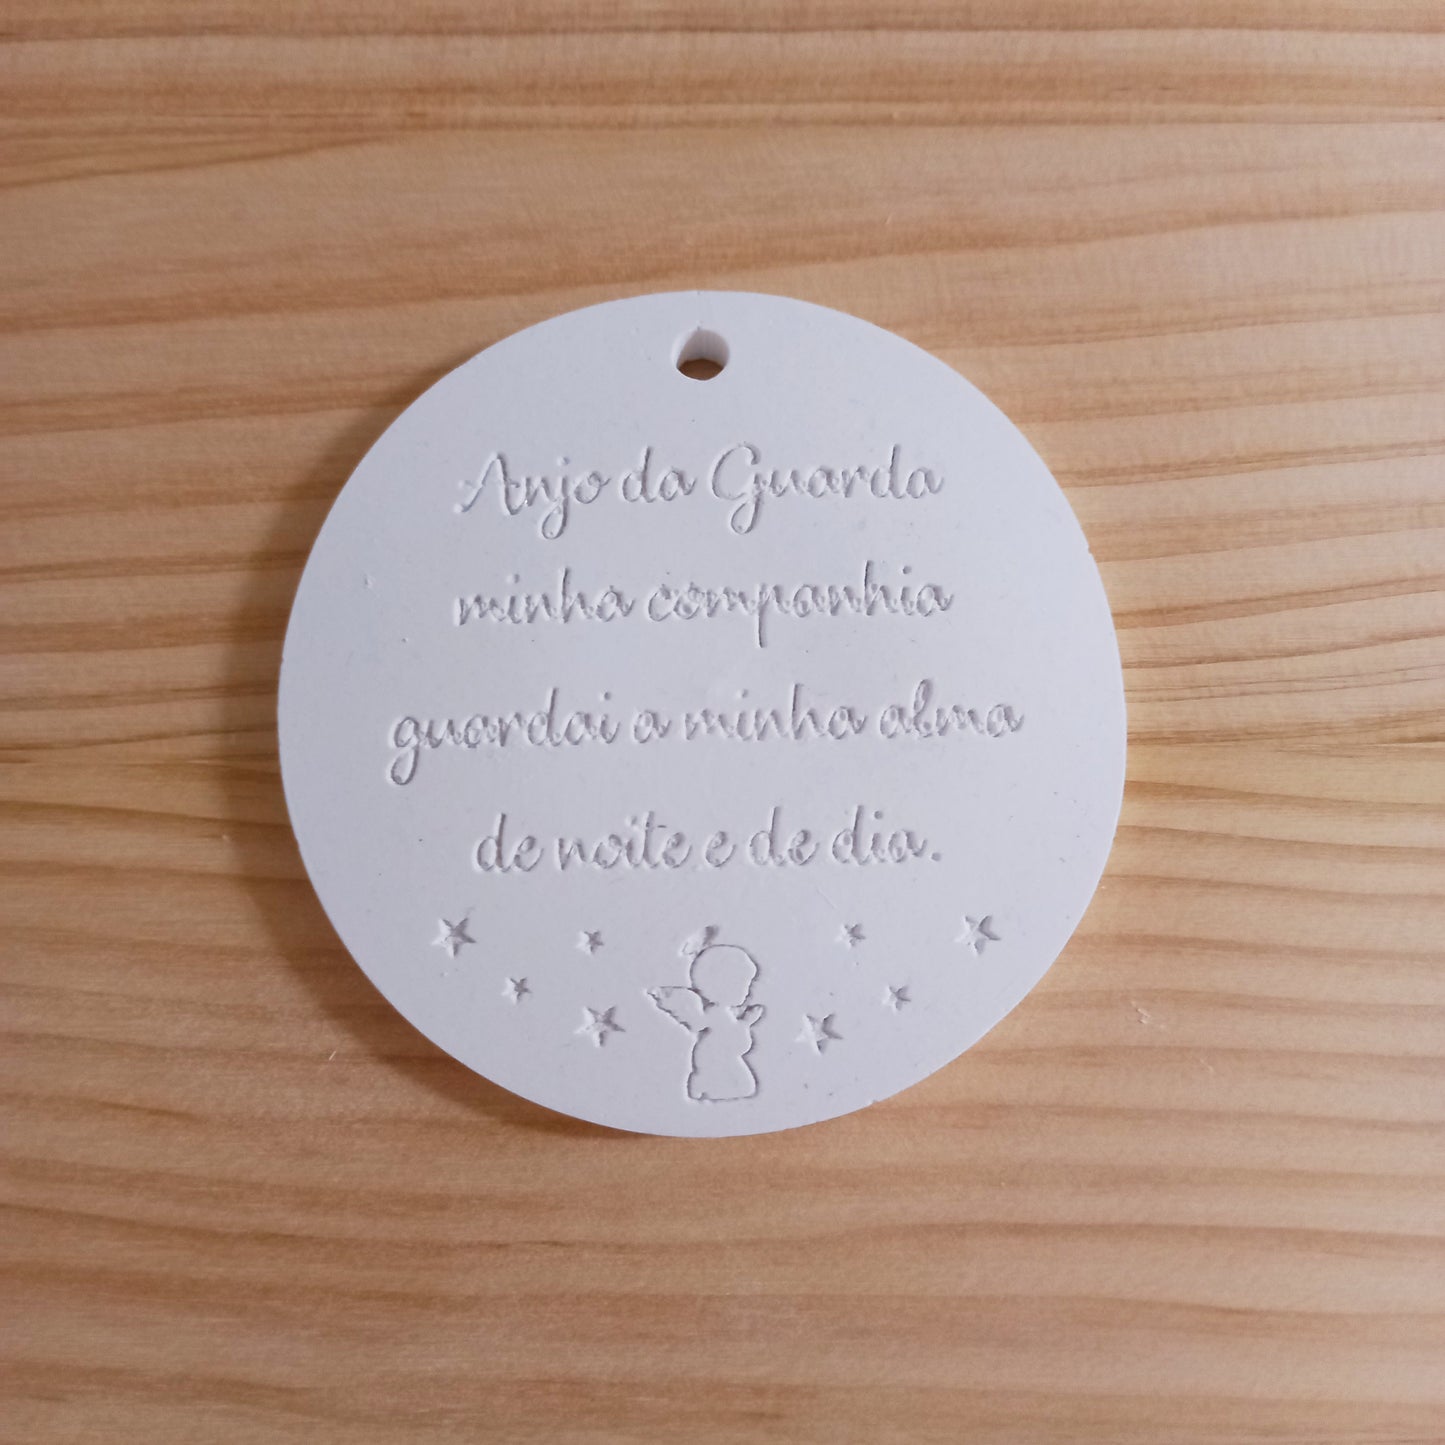 Anjo da Guarda
minha companhia
guardai a minha alma
de noite e de dia.